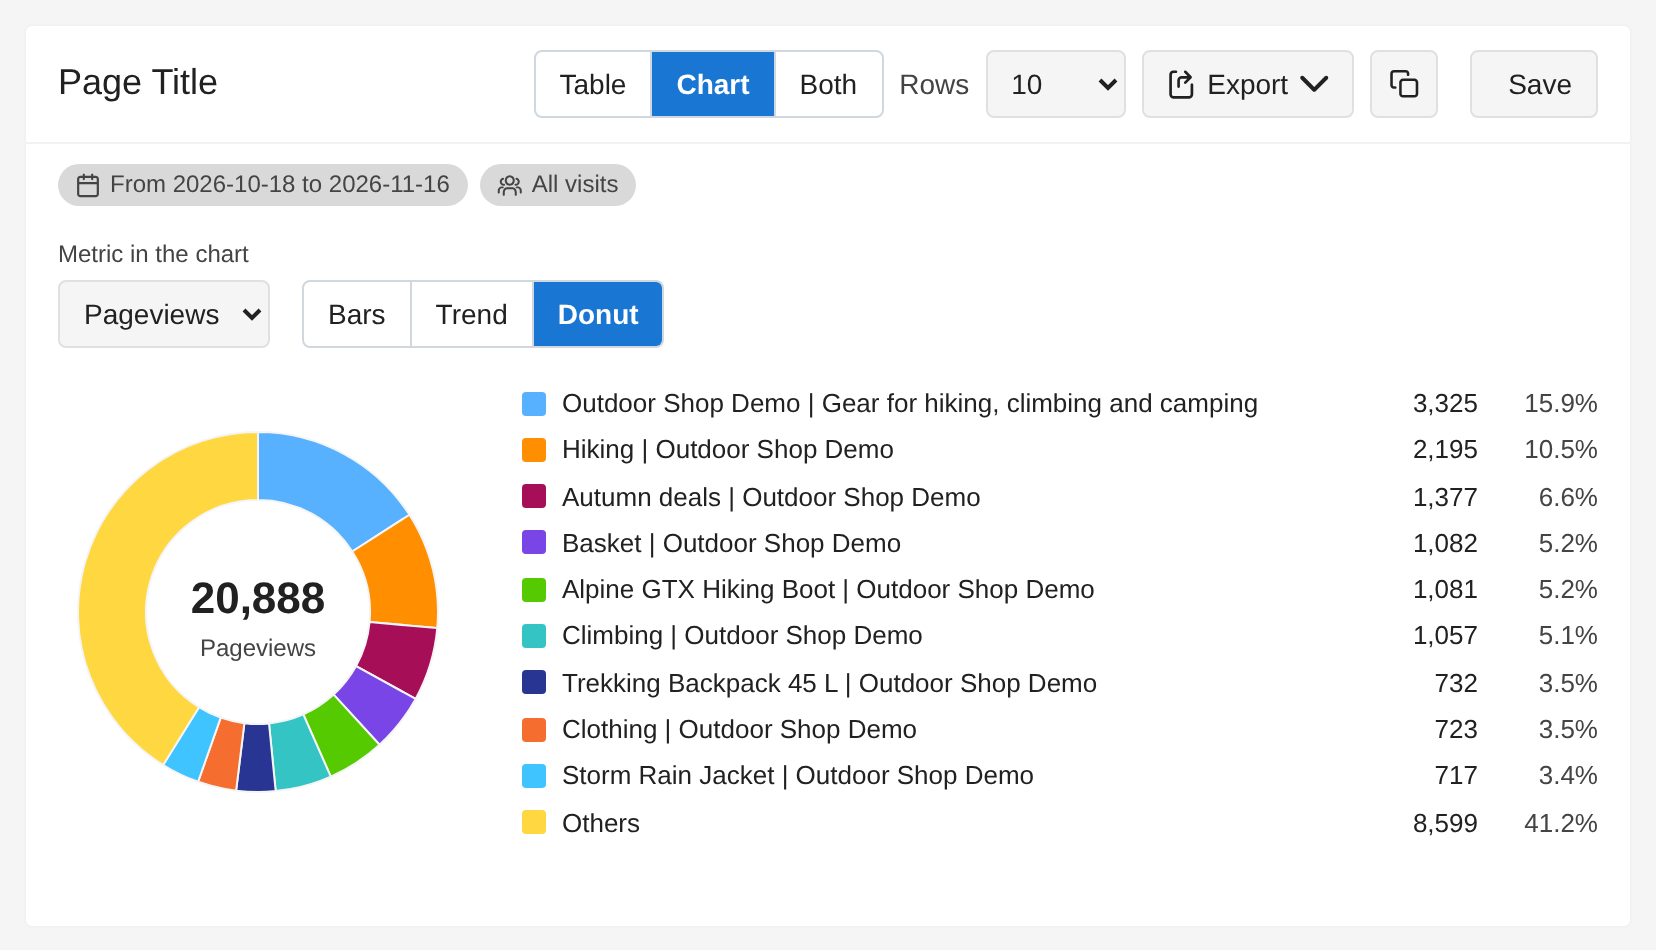 Page Title
Table Chart Both Rows 10 Export Save
From 2026-10-18 to 2026-11-16 All visits
Metric in the chart
Pageviews Bars Trend Donut
20,888
Pageviews
Outdoor Shop Demo | Gear for hiking, climbing and camping 3,325 15.9%
Hiking | Outdoor Shop Demo 2,195 10.5%
Autumn deals | Outdoor Shop Demo 1,377 6.6%
Basket | Outdoor Shop Demo 1,082 5.2%
Alpine GTX Hiking Boot | Outdoor Shop Demo 1,081 5.2%
Climbing | Outdoor Shop Demo 1,057 5.1%
Trekking Backpack 45 L | Outdoor Shop Demo 732 3.5%
Clothing | Outdoor Shop Demo 723 3.5%
Storm Rain Jacket | Outdoor Shop Demo 717 3.4%
Others 8,599 41.2%